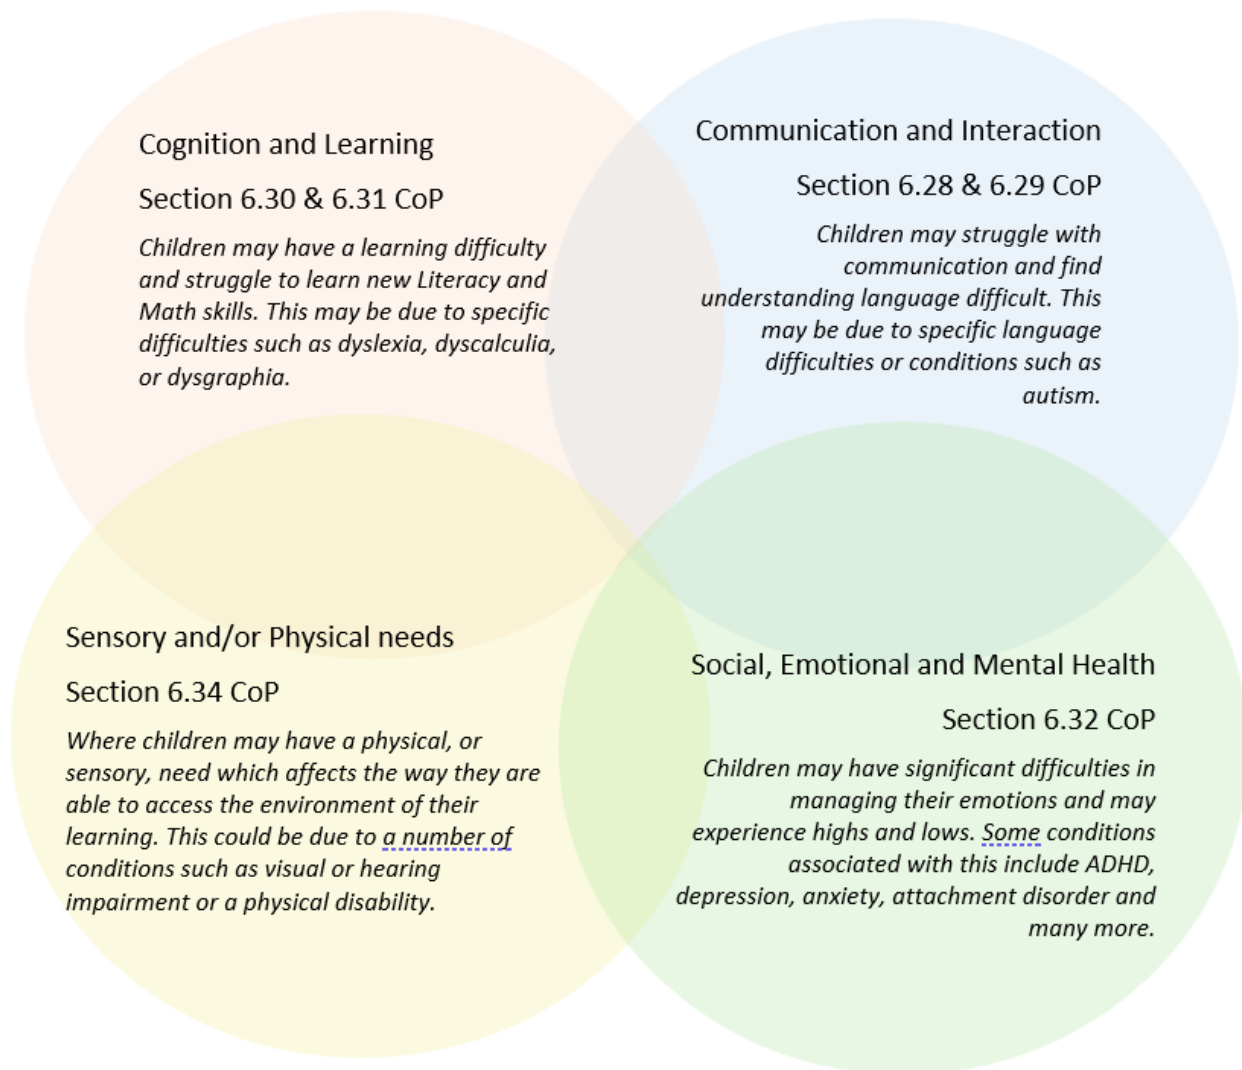 Cognition and Learning
Section 6.30 & 6.31 CoP
Children may have a learning difficulty
and struggle to learn new Literacy and
Math skills. This may be due to specific
difficulties such as dyslexia, dyscalculia,
or dysgraphia.
Communication and Interaction
Section 6.28 & 6.29 CoP
Children may struggle with
communication and find
understanding language difficult. This
may be due to specific language
difficulties or conditions such as
autism.
Sensory and/or Physical needs
Section 6.34 CoP
Where children may have a physical, or
sensory, need which affects the way they are
able to access the environment of their
learning. This could be due to a number of
conditions such as visual or hearing
impairment or a physical disability.
Social, Emotional and Mental Health
Section 6.32 CoP
Children may have significant difficulties in
managing their emotions and may
experience highs and lows. Some conditions
associated with this include ADHD,
depression, anxiety, attachment disorder and
many more.